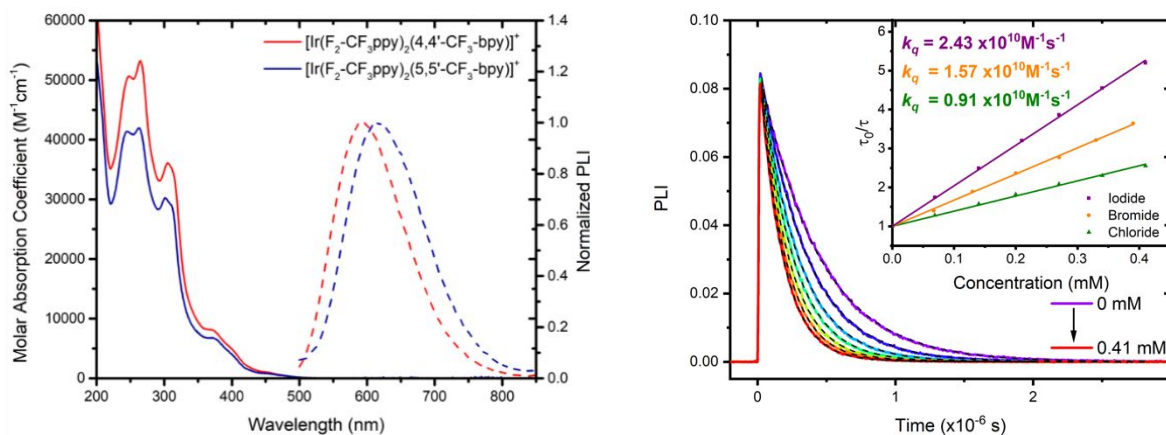 [Ir(F₂-CF₃ppy)₂(4,4'-CF₃-bpy)]⁺
[Ir(F₂-CF₃ppy)₂(5,5'-CF₃-bpy)]⁺
Molar Absorption Coefficient (M⁻¹cm⁻¹)
60000
50000
40000
30000
20000
10000
0
200 300 400 500 600 700 800
Wavelength (nm)
1.4
1.2
1.0
0.8
0.6
0.4
0.2
0.0
Normalized PLI
PLI
0.10
0.08
0.06
0.04
0.02
0.00
0 1 2
Time (x10⁻⁶ s)
k_q = 2.43 x10¹⁰M⁻¹s⁻¹
k_q = 1.57 x10¹⁰M⁻¹s⁻¹
k_q = 0.91 x10¹⁰M⁻¹s⁻¹
τ₀/τ
6
5
4
3
2
1
Iodide
Bromide
Chloride
0.0 0.1 0.2 0.3 0.4
Concentration (mM)
0 mM
0.41 mM